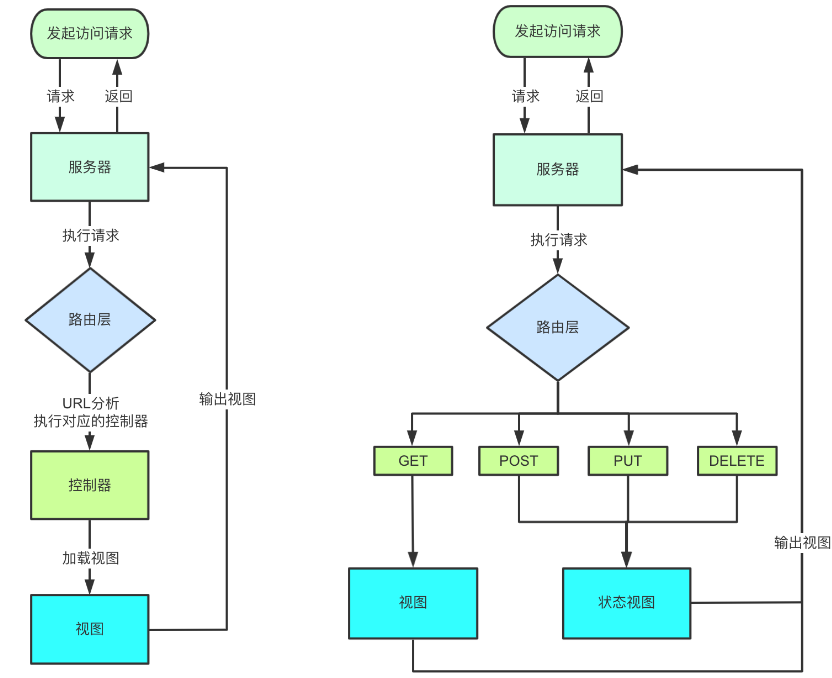 发起访问请求
请求
返回
服务器
执行请求
路由层
URL分析
执行对应的控制器
控制器
加载视图
视图
输出视图
发起访问请求
请求
返回
服务器
执行请求
路由层
GET
POST
PUT
DELETE
视图
状态视图
输出视图